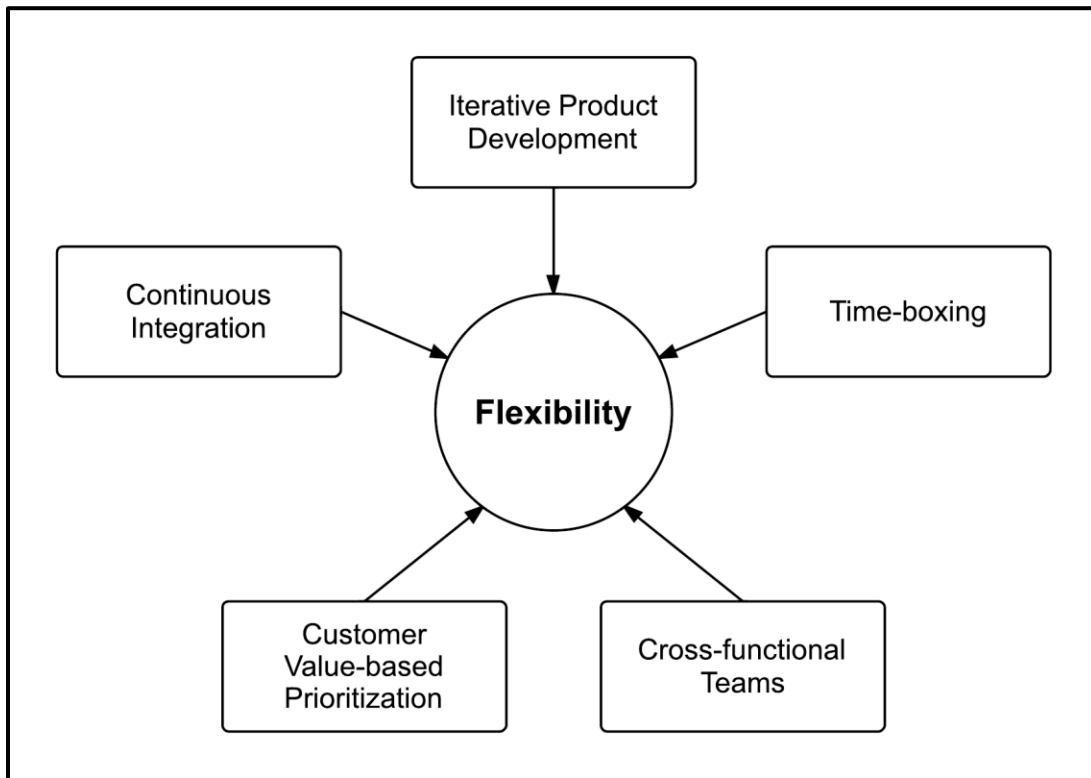 Iterative Product
Development
Continuous
Integration
Time-boxing
Flexibility
Customer
Value-based
Prioritization
Cross-functional
Teams